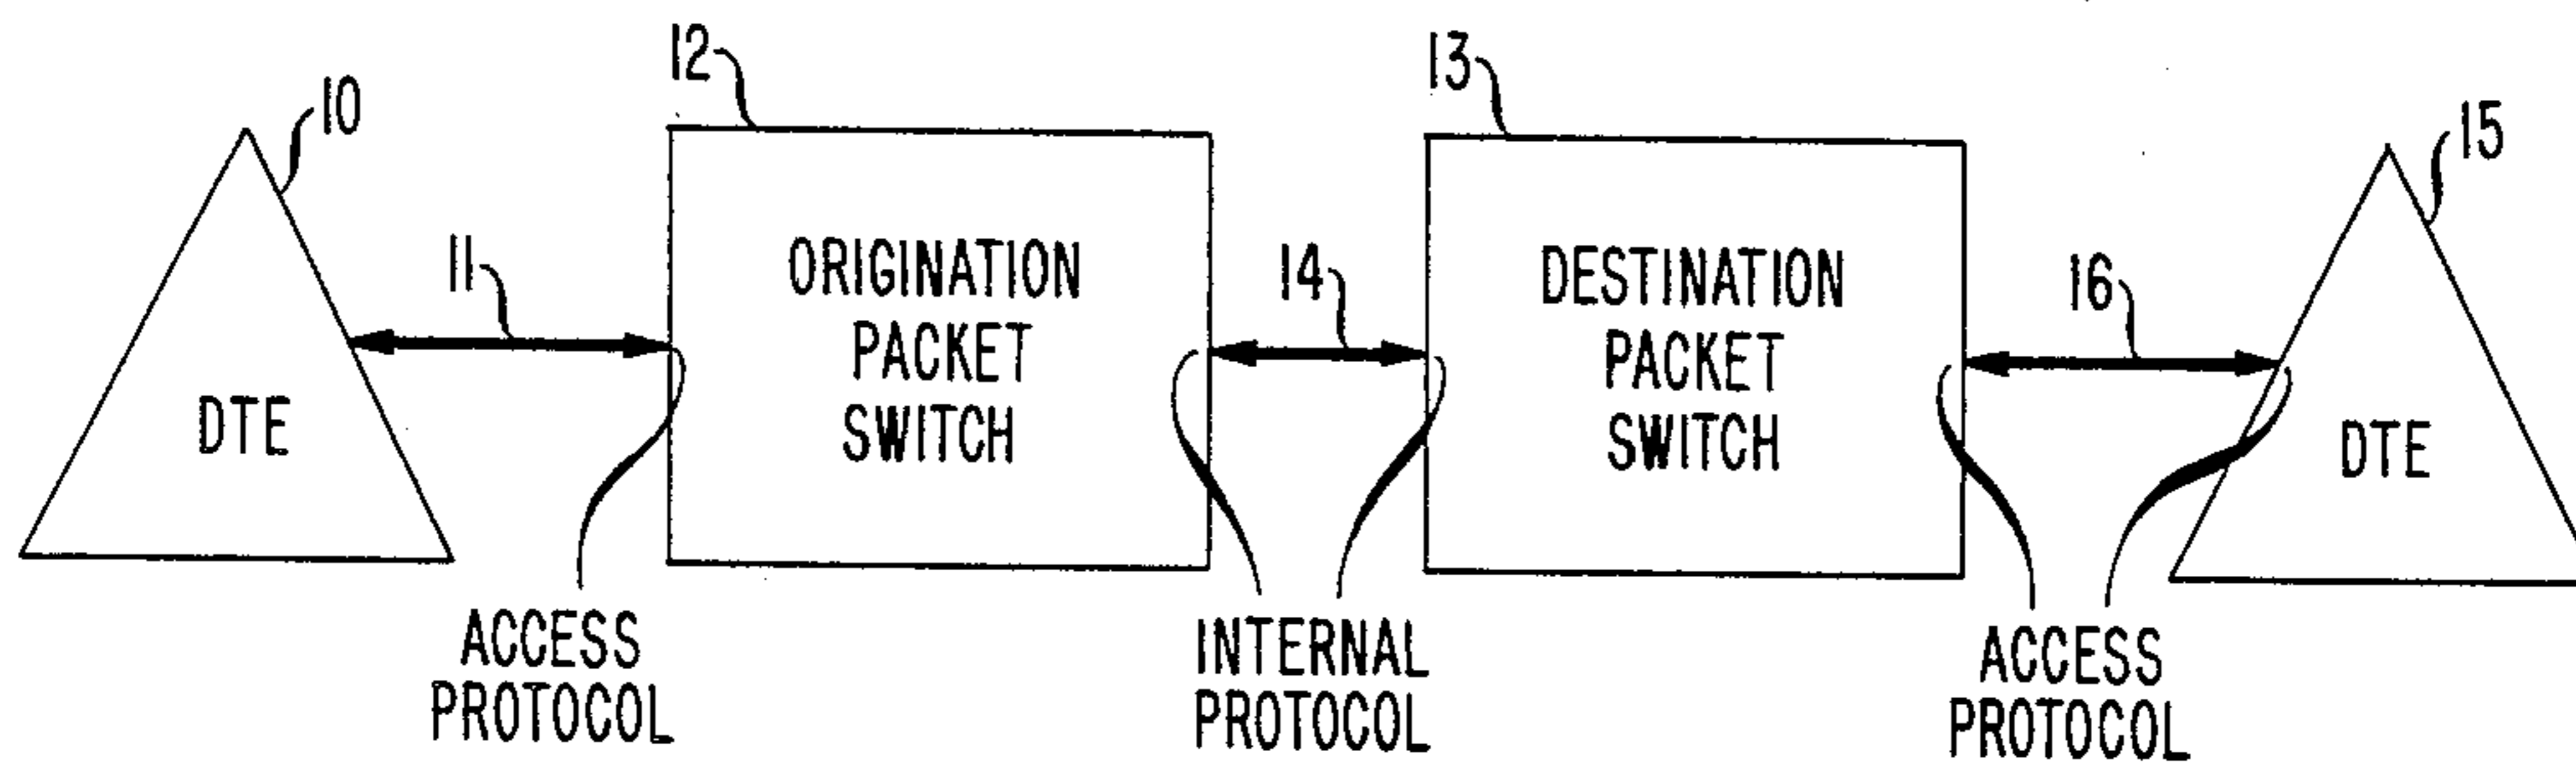 10
12
13
15
11
14
16
DTE
ORIGINATION
PACKET
SWITCH
DESTINATION
PACKET
SWITCH
DTE
ACCESS
PROTOCOL
INTERNAL
PROTOCOL
ACCESS
PROTOCOL